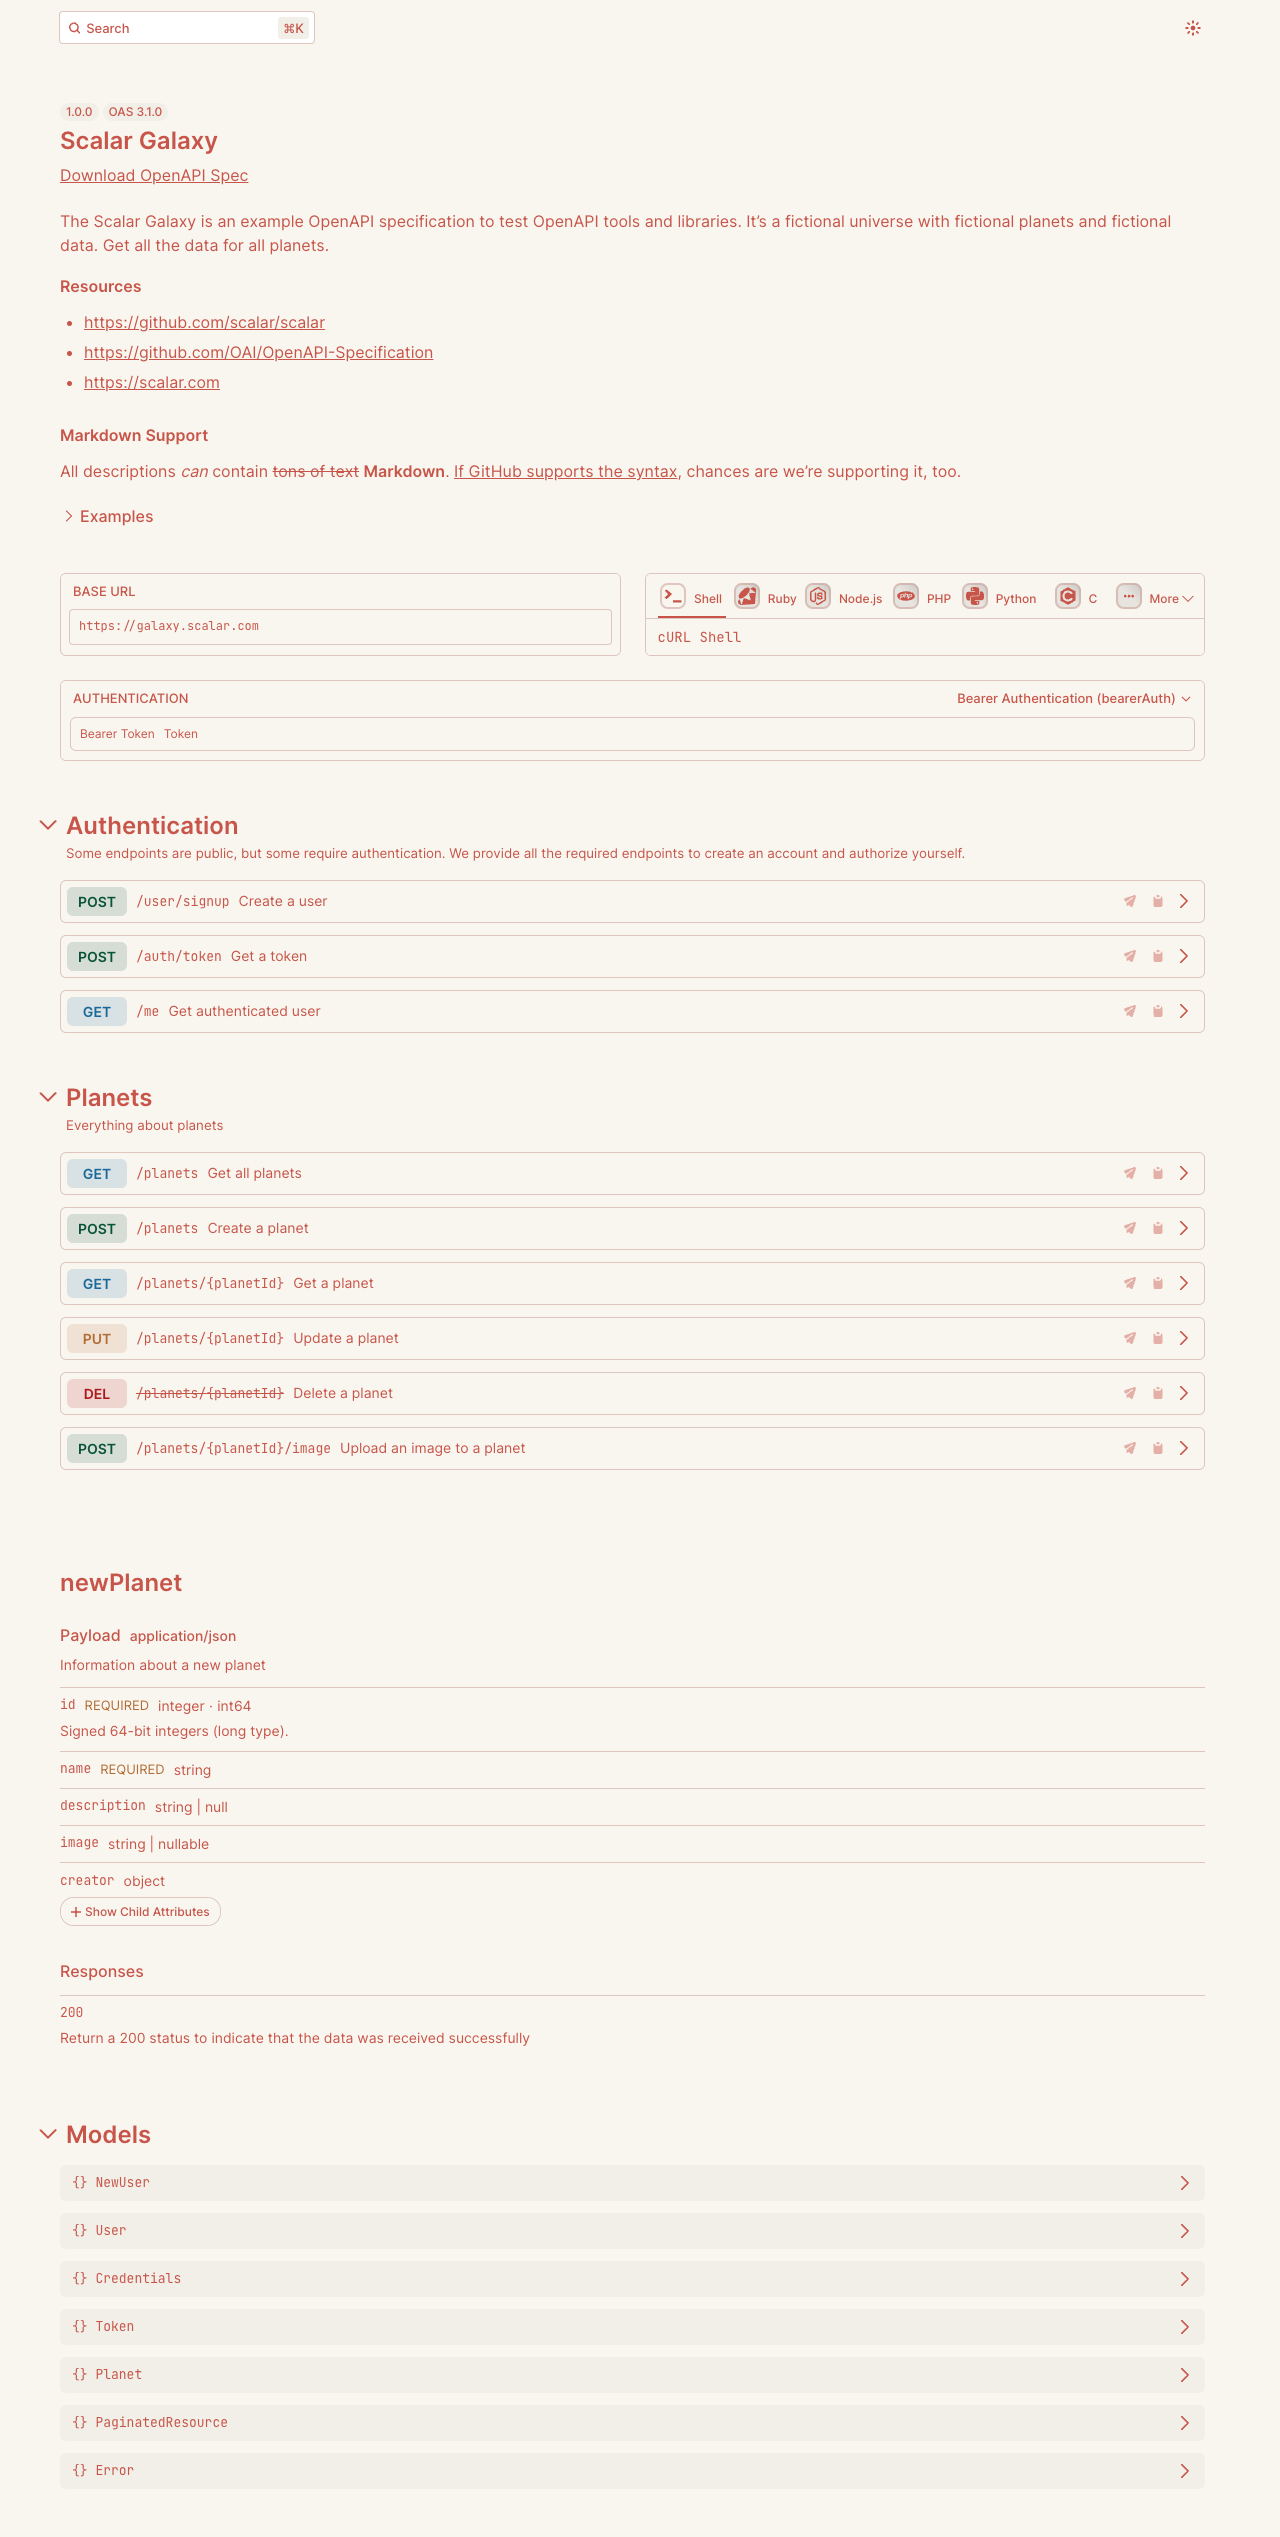 Search ⌘K
1.0.0 OAS 3.1.0
Scalar Galaxy
Download OpenAPI Spec
The Scalar Galaxy is an example OpenAPI specification to test OpenAPI tools and libraries. It’s a fictional universe with fictional planets and fictional
data. Get all the data for all planets.
Resources
• https://github.com/scalar/scalar
• https://github.com/OAI/OpenAPI-Specification
• https://scalar.com
Markdown Support
All descriptions can contain tons of text Markdown. If GitHub supports the syntax, chances are we’re supporting it, too.
Examples
BASE URL
https://galaxy.scalar.com
Shell Ruby Node.js PHP Python C More
cURL Shell
AUTHENTICATION Bearer Authentication (bearerAuth)
Bearer Token Token
Authentication
Some endpoints are public, but some require authentication. We provide all the required endpoints to create an account and authorize yourself.
POST /user/signup Create a user
POST /auth/token Get a token
GET /me Get authenticated user
Planets
Everything about planets
GET /planets Get all planets
POST /planets Create a planet
GET /planets/{planetId} Get a planet
PUT /planets/{planetId} Update a planet
DEL /planets/{planetId} Delete a planet
POST /planets/{planetId}/image Upload an image to a planet
newPlanet
Payload application/json
Information about a new planet
id REQUIRED integer · int64
Signed 64-bit integers (long type).
name REQUIRED string
description string | null
image string | nullable
creator object
+ Show Child Attributes
Responses
200
Return a 200 status to indicate that the data was received successfully
Models
{} NewUser
{} User
{} Credentials
{} Token
{} Planet
{} PaginatedResource
{} Error